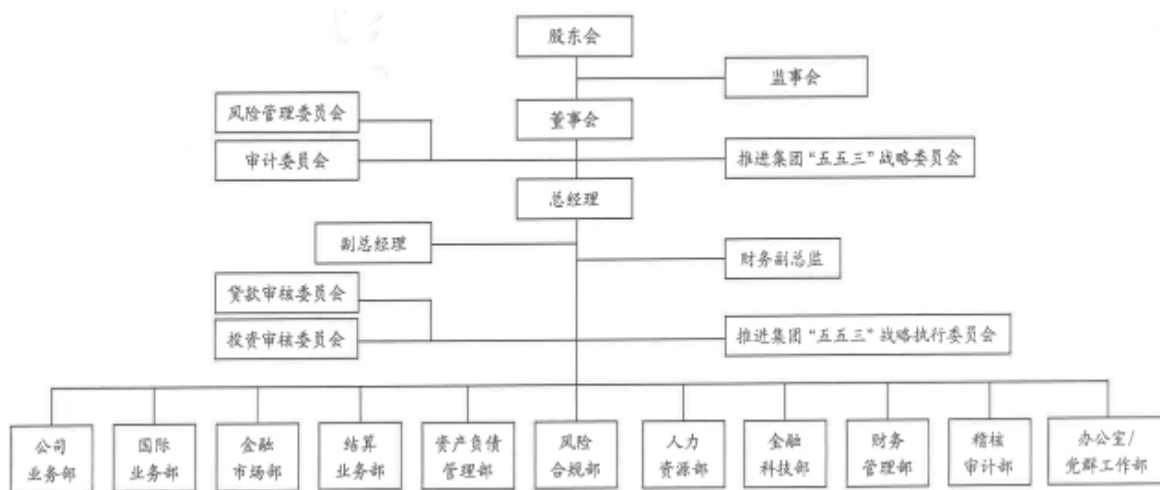 股东会
监事会
风险管理委员会
董事会
审计委员会
推进集团“五五三”战略委员会
总经理
副总经理
财务副总监
贷款审核委员会
投资审核委员会
推进集团“五五三”战略执行委员会
公司
业务部
国际
业务部
金融
市场部
结算
业务部
资产负债
管理部
风险
合规部
人力
资源部
金融
科技部
财务
管理部
稽核
审计部
办公室/
党群工作部